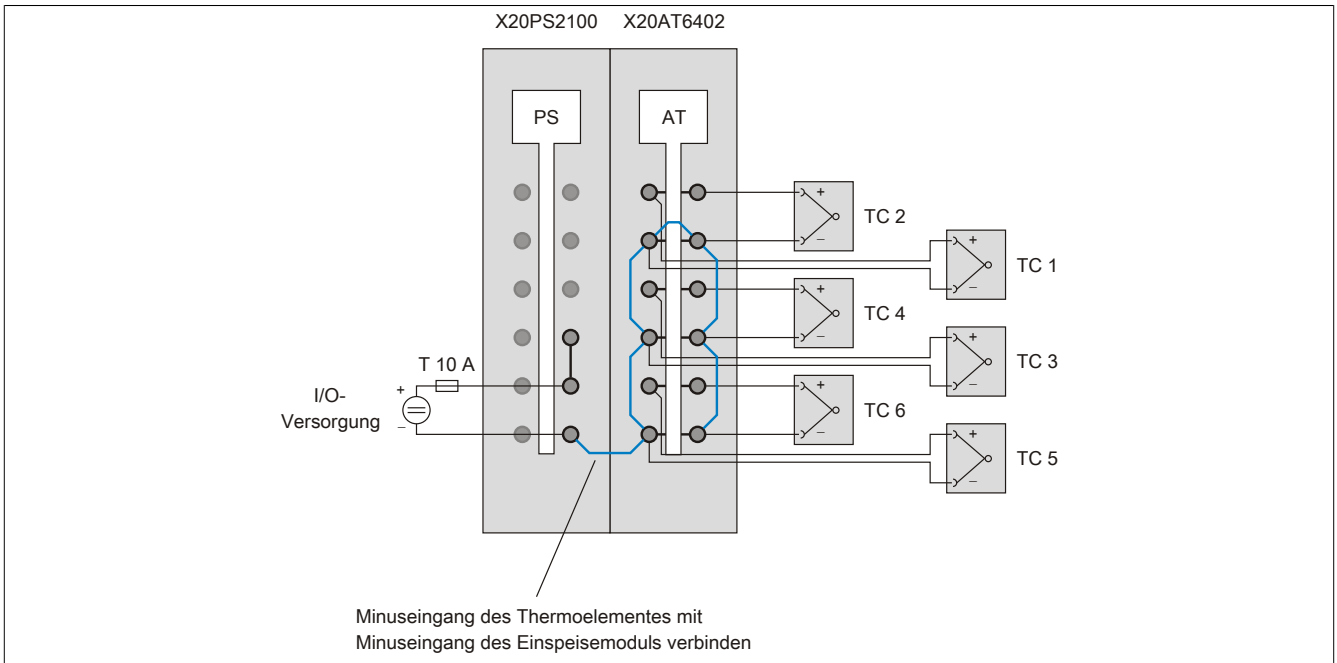 X20PS2100 X20AT6402
PS AT
+
−
TC 2
+
−
TC 1
+
−
TC 4
+
−
TC 3
+
−
TC 6
+
−
TC 5
T 10 A
I/O-
Versorgung
+
−
Minuseingang des Thermoelementes mit
Minuseingang des Einspeisemoduls verbinden